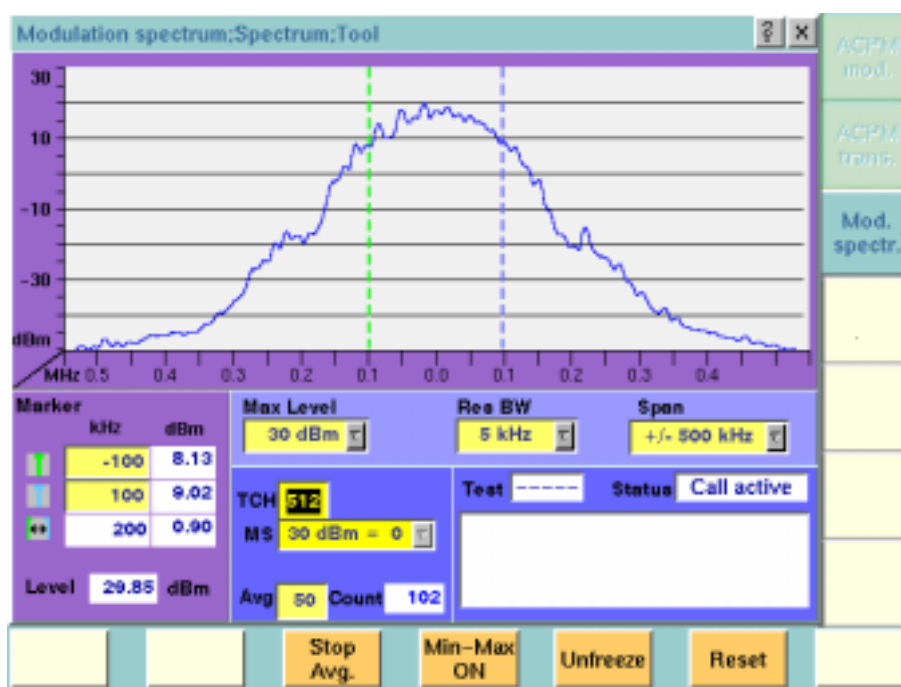 Modulation spectrum;Spectrum;Tool
? ×
ACPM mod.
ACPM trans.
Mod. spectr.
30
10
-10
-30
dBm
MHz 0.5 0.4 0.3 0.2 0.1 0.0 0.1 0.2 0.3 0.4
Marker
kHz dBm
-100 8.13
100 9.02
200 0.90
Level 29.85 dBm
Max Level
30 dBm
Res BW
5 kHz
Span
+/- 500 kHz
TCH 512
MS 30 dBm = 0
Avg 50 Count 102
Test ----- Status Call active
Stop Avg.
Min-Max ON
Unfreeze
Reset